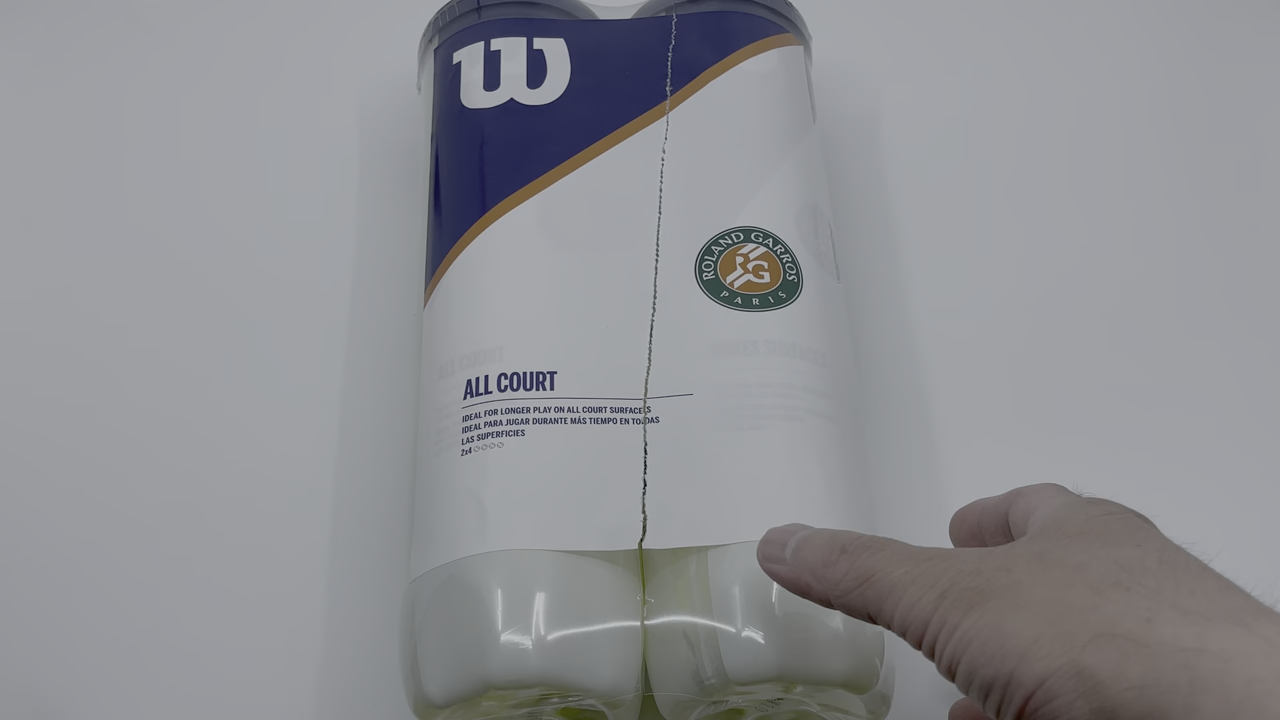 W
ROLAND GARROS
RG
PARIS
ALL COURT
IDEAL FOR LONGER PLAY ON ALL COURT SURFACES
IDEAL PARA JUGAR DURANTE MÁS TIEMPO EN TODAS
LAS SUPERFICIES
2x4